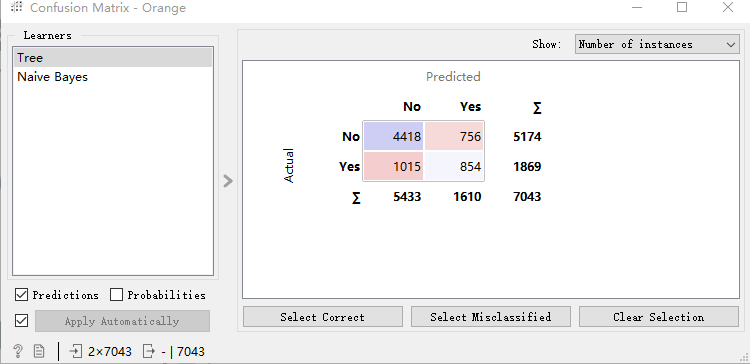 Confusion Matrix - Orange
Learners
Tree
Naive Bayes
Show: Number of instances
Predicted
No Yes ∑
No 4418 756 5174
Actual
Yes 1015 854 1869
∑ 5433 1610 7043
Predictions Probabilities
Apply Automatically
Select Correct Select Misclassified Clear Selection
? 2×7043 - | 7043